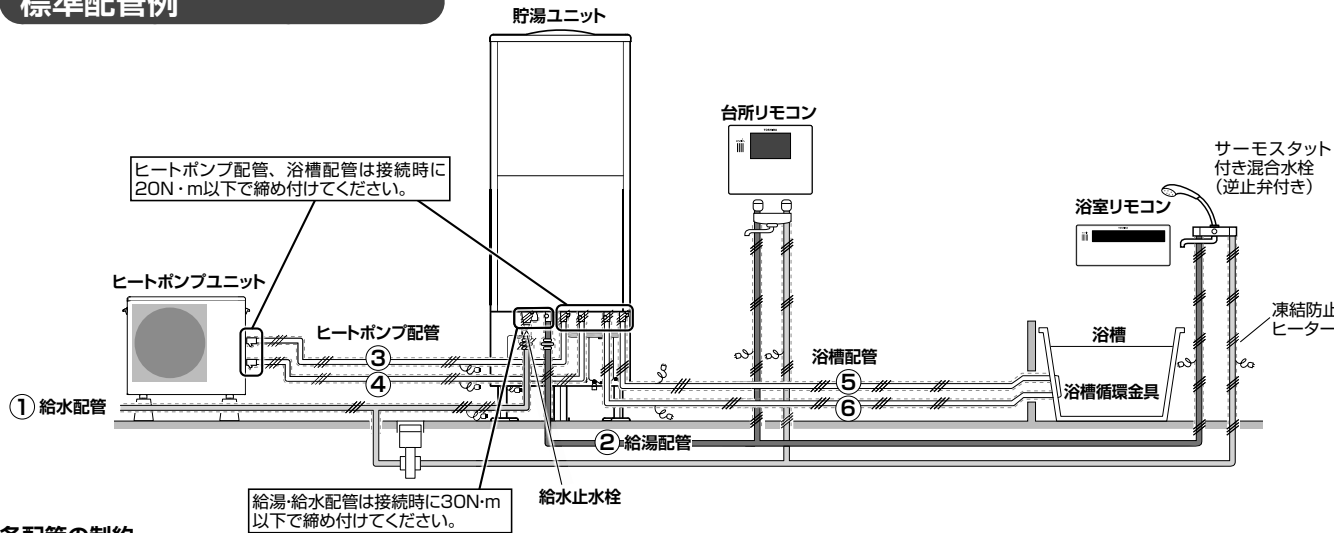 標準配管例
貯湯ユニット
台所リモコン
ヒートポンプ配管、浴槽配管は接続時に
20N・m以下で締め付けてください。
サーモスタット
付き混合水栓
(逆止弁付き)
浴室リモコン
ヒートポンプユニット
凍結防止
ヒーター
ヒートポンプ配管
③
④
浴槽
浴槽配管
⑤
⑥
浴槽循環金具
① 給水配管
② 給湯配管
給水止水栓
給湯・給水配管は接続時に30N・m
以下で締め付けてください。
各配管の制約